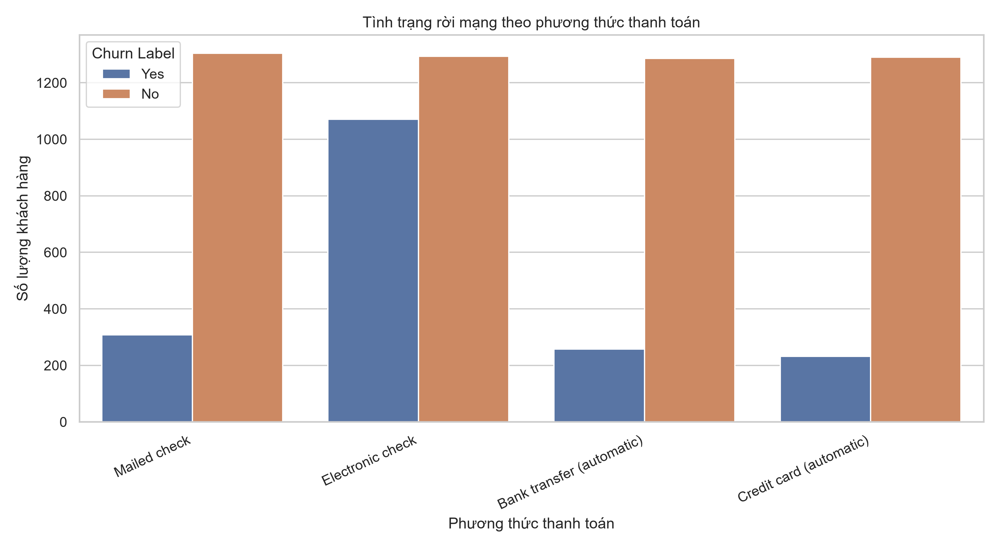 Tình trạng rời mạng theo phương thức thanh toán
Churn Label
Yes
No
Số lượng khách hàng
1200
1000
800
600
400
200
0
Mailed check
Electronic check
Bank transfer (automatic)
Credit card (automatic)
Phương thức thanh toán